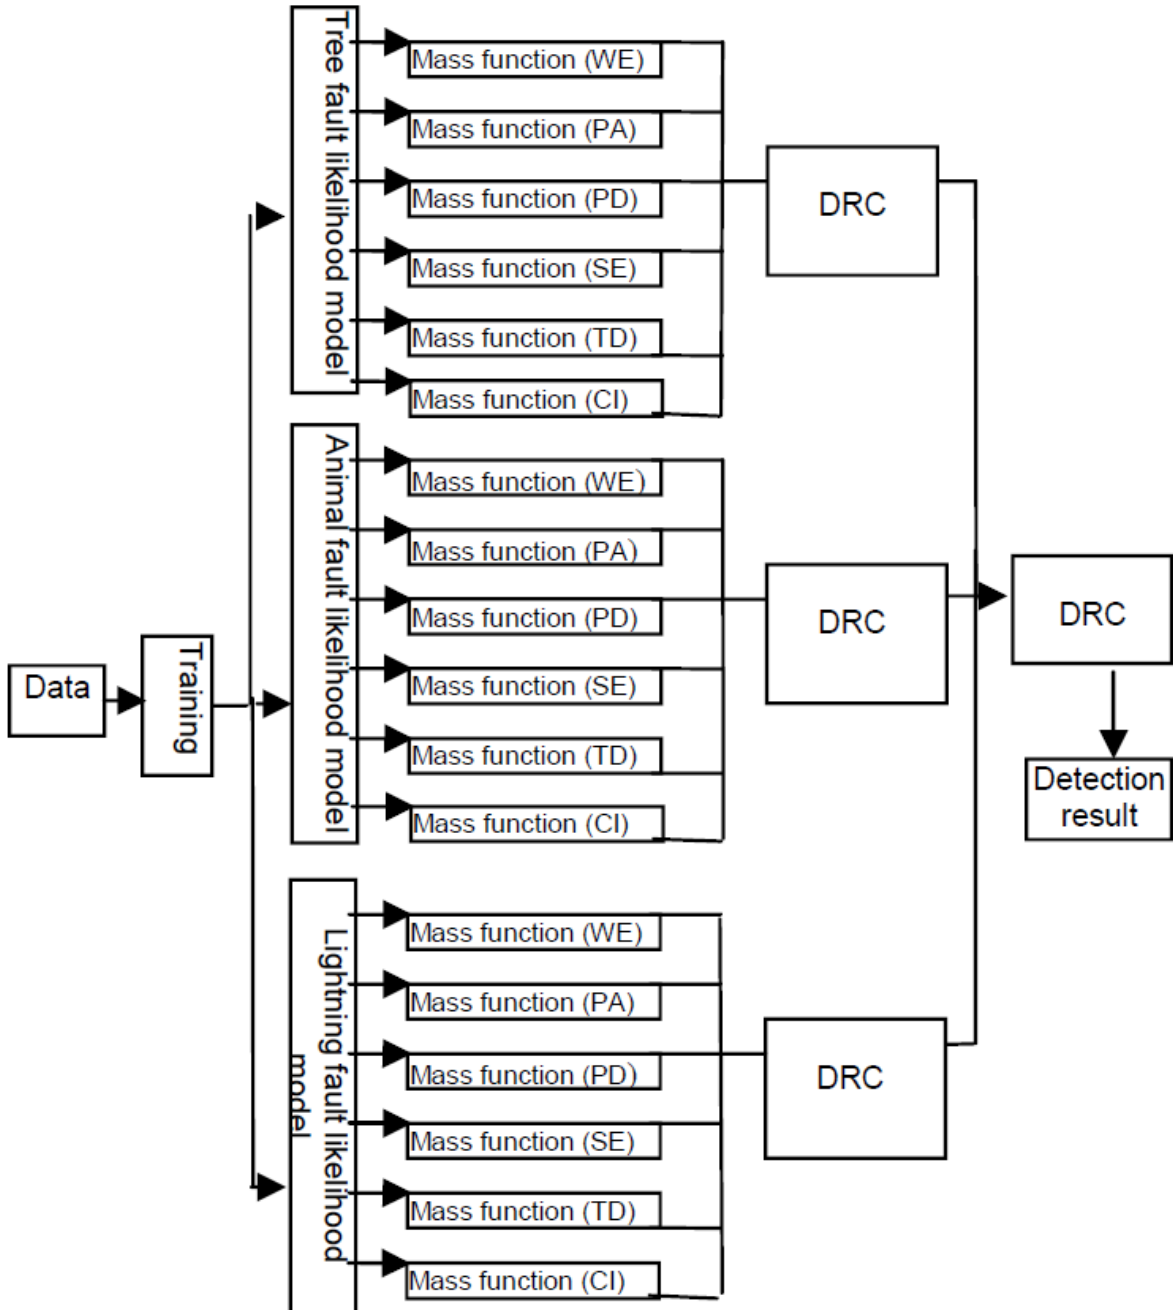 Data
Training
Tree fault likelihood model
Mass function (WE)
Mass function (PA)
Mass function (PD)
Mass function (SE)
Mass function (TD)
Mass function (CI)
DRC
Animal fault likelihood model
Mass function (WE)
Mass function (PA)
Mass function (PD)
Mass function (SE)
Mass function (TD)
Mass function (CI)
DRC
Lightning fault likelihood
model
Mass function (WE)
Mass function (PA)
Mass function (PD)
Mass function (SE)
Mass function (TD)
Mass function (CI)
DRC
DRC
Detection
result